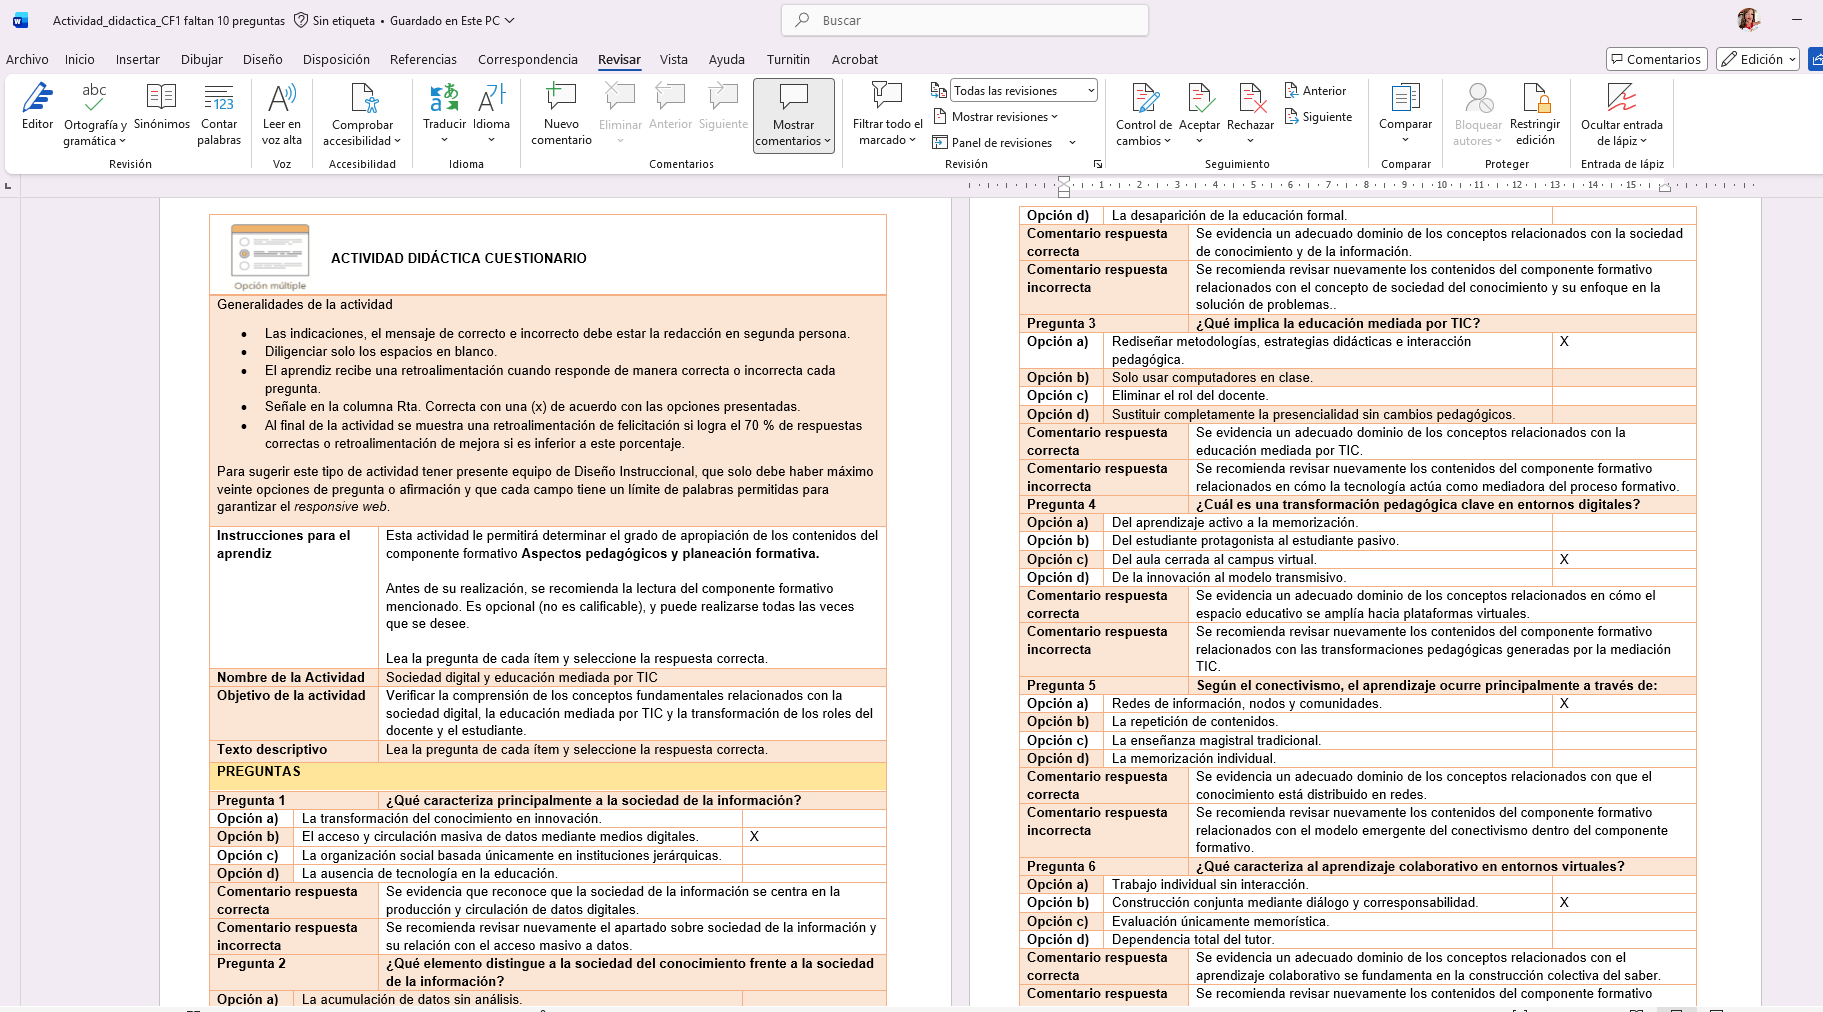 Actividad_didactica_CF1 faltan 10 preguntas
Sin etiqueta • Guardado en Este PC
Buscar
Archivo Inicio Insertar Dibujar Diseño Disposición Referencias Correspondencia Revisar Vista Ayuda Turnitin Acrobat
Comentarios
Edición
Editor
abc
Ortografía y gramática
Sinónimos
123
Contar palabras
Revisión
Leer en voz alta
Voz
Comprobar accesibilidad
Accesibilidad
Traducir
Idioma
Idioma
Nuevo comentario
Eliminar
Anterior
Siguiente
Mostrar comentarios
Comentarios
Filtrar todo el marcado
Todas las revisiones
Mostrar revisiones
Panel de revisiones
Revisión
Control de cambios
Aceptar
Rechazar
Anterior
Siguiente
Seguimiento
Comparar
Comparar
Bloquear autores
Restringir edición
Proteger
Ocultar entrada de lápiz
Entrada de lápiz
1 2 3 4 5 6 7 8 9 10 11 12 13 14 15
Opción múltiple
ACTIVIDAD DIDÁCTICA CUESTIONARIO
Generalidades de la actividad
• Las indicaciones, el mensaje de correcto e incorrecto debe estar la redacción en segunda persona.
• Diligenciar solo los espacios en blanco.
• El aprendiz recibe una retroalimentación cuando responde de manera correcta o incorrecta cada
pregunta.
• Señale en la columna Rta. Correcta con una (x) de acuerdo con las opciones presentadas.
• Al final de la actividad se muestra una retroalimentación de felicitación si logra el 70 % de respuestas
correctas o retroalimentación de mejora si es inferior a este porcentaje.
Para sugerir este tipo de actividad tener presente equipo de Diseño Instruccional, que solo debe haber máximo
veinte opciones de pregunta o afirmación y que cada campo tiene un límite de palabras permitidas para
garantizar el responsive web.
Instrucciones para el aprendiz
Esta actividad le permitirá determinar el grado de apropiación de los contenidos del
componente formativo Aspectos pedagógicos y planeación formativa.
Antes de su realización, se recomienda la lectura del componente formativo
mencionado. Es opcional (no es calificable), y puede realizarse todas las veces
que se desee.
Lea la pregunta de cada ítem y seleccione la respuesta correcta.
Nombre de la Actividad Sociedad digital y educación mediada por TIC
Objetivo de la actividad Verificar la comprensión de los conceptos fundamentales relacionados con la
sociedad digital, la educación mediada por TIC y la transformación de los roles del
docente y el estudiante.
Texto descriptivo Lea la pregunta de cada ítem y seleccione la respuesta correcta.
PREGUNTAS
Pregunta 1 ¿Qué caracteriza principalmente a la sociedad de la información?
Opción a) La transformación del conocimiento en innovación.
Opción b) El acceso y circulación masiva de datos mediante medios digitales. X
Opción c) La organización social basada únicamente en instituciones jerárquicas.
Opción d) La ausencia de tecnología en la educación.
Comentario respuesta correcta
Se evidencia que reconoce que la sociedad de la información se centra en la
producción y circulación de datos digitales.
Comentario respuesta incorrecta
Se recomienda revisar nuevamente el apartado sobre sociedad de la información y
su relación con el acceso masivo a datos.
Pregunta 2 ¿Qué elemento distingue a la sociedad del conocimiento frente a la sociedad
de la información?
Opción a) La acumulación de datos sin análisis.
Opción d) La desaparición de la educación formal.
Comentario respuesta correcta
Se evidencia un adecuado dominio de los conceptos relacionados con la sociedad
de conocimiento y de la información.
Comentario respuesta incorrecta
Se recomienda revisar nuevamente los contenidos del componente formativo
relacionados con el concepto de sociedad del conocimiento y su enfoque en la
solución de problemas..
Pregunta 3 ¿Qué implica la educación mediada por TIC?
Opción a) Rediseñar metodologías, estrategias didácticas e interacción X
pedagógica.
Opción b) Solo usar computadores en clase.
Opción c) Eliminar el rol del docente.
Opción d) Sustituir completamente la presencialidad sin cambios pedagógicos.
Comentario respuesta correcta
Se evidencia un adecuado dominio de los conceptos relacionados con la
educación mediada por TIC.
Comentario respuesta incorrecta
Se recomienda revisar nuevamente los contenidos del componente formativo
relacionados en cómo la tecnología actúa como mediadora del proceso formativo.
Pregunta 4 ¿Cuál es una transformación pedagógica clave en entornos digitales?
Opción a) Del aprendizaje activo a la memorización.
Opción b) Del estudiante protagonista al estudiante pasivo.
Opción c) Del aula cerrada al campus virtual. X
Opción d) De la innovación al modelo transmisivo.
Comentario respuesta correcta
Se evidencia un adecuado dominio de los conceptos relacionados en cómo el
espacio educativo se amplía hacia plataformas virtuales.
Comentario respuesta incorrecta
Se recomienda revisar nuevamente los contenidos del componente formativo
relacionados con las transformaciones pedagógicas generadas por la mediación
TIC.
Pregunta 5 Según el conectivismo, el aprendizaje ocurre principalmente a través de:
Opción a) Redes de información, nodos y comunidades. X
Opción b) La repetición de contenidos.
Opción c) La enseñanza magistral tradicional.
Opción d) La memorización individual.
Comentario respuesta correcta
Se evidencia un adecuado dominio de los conceptos relacionados con que el
conocimiento está distribuido en redes.
Comentario respuesta incorrecta
Se recomienda revisar nuevamente los contenidos del componente formativo
relacionados con el modelo emergente del conectivismo dentro del componente
formativo.
Pregunta 6 ¿Qué caracteriza al aprendizaje colaborativo en entornos virtuales?
Opción a) Trabajo individual sin interacción.
Opción b) Construcción conjunta mediante diálogo y corresponsabilidad. X
Opción c) Evaluación únicamente memorística.
Opción d) Dependencia total del tutor.
Comentario respuesta correcta
Se evidencia un adecuado dominio de los conceptos relacionados con el
aprendizaje colaborativo se fundamenta en la construcción colectiva del saber.
Comentario respuesta Se recomienda revisar nuevamente los contenidos del componente formativo